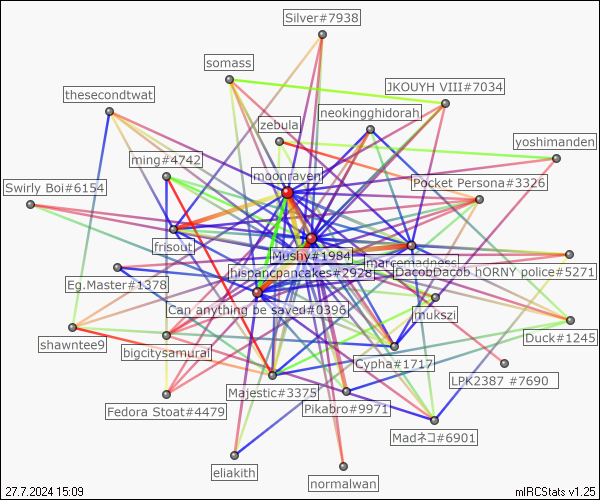 Silver#7938
somass
JKOUYH VIII#7034
thesecondtwat
neokingghidorah
zebula
yoshimanden
ming#4742
moonraven
Pocket Persona#3326
Swirly Boi#6154
frisout
Mushy#1984
marcemadness
hispancpancakes#2928
DacobDacob hORNY police#5271
Eg.Master#1378
Can anything be saved#0396
mukszi
shawntee9
bigcitysamurai
Duck#1245
Cypha#1717
LPK2387 #7690
Majestic#3375
Fedora Stoat#4479
Pikabro#9971
Madネコ#6901
eliakith
normalwan
27.7.2024 15:09
mIRCStats v1.25